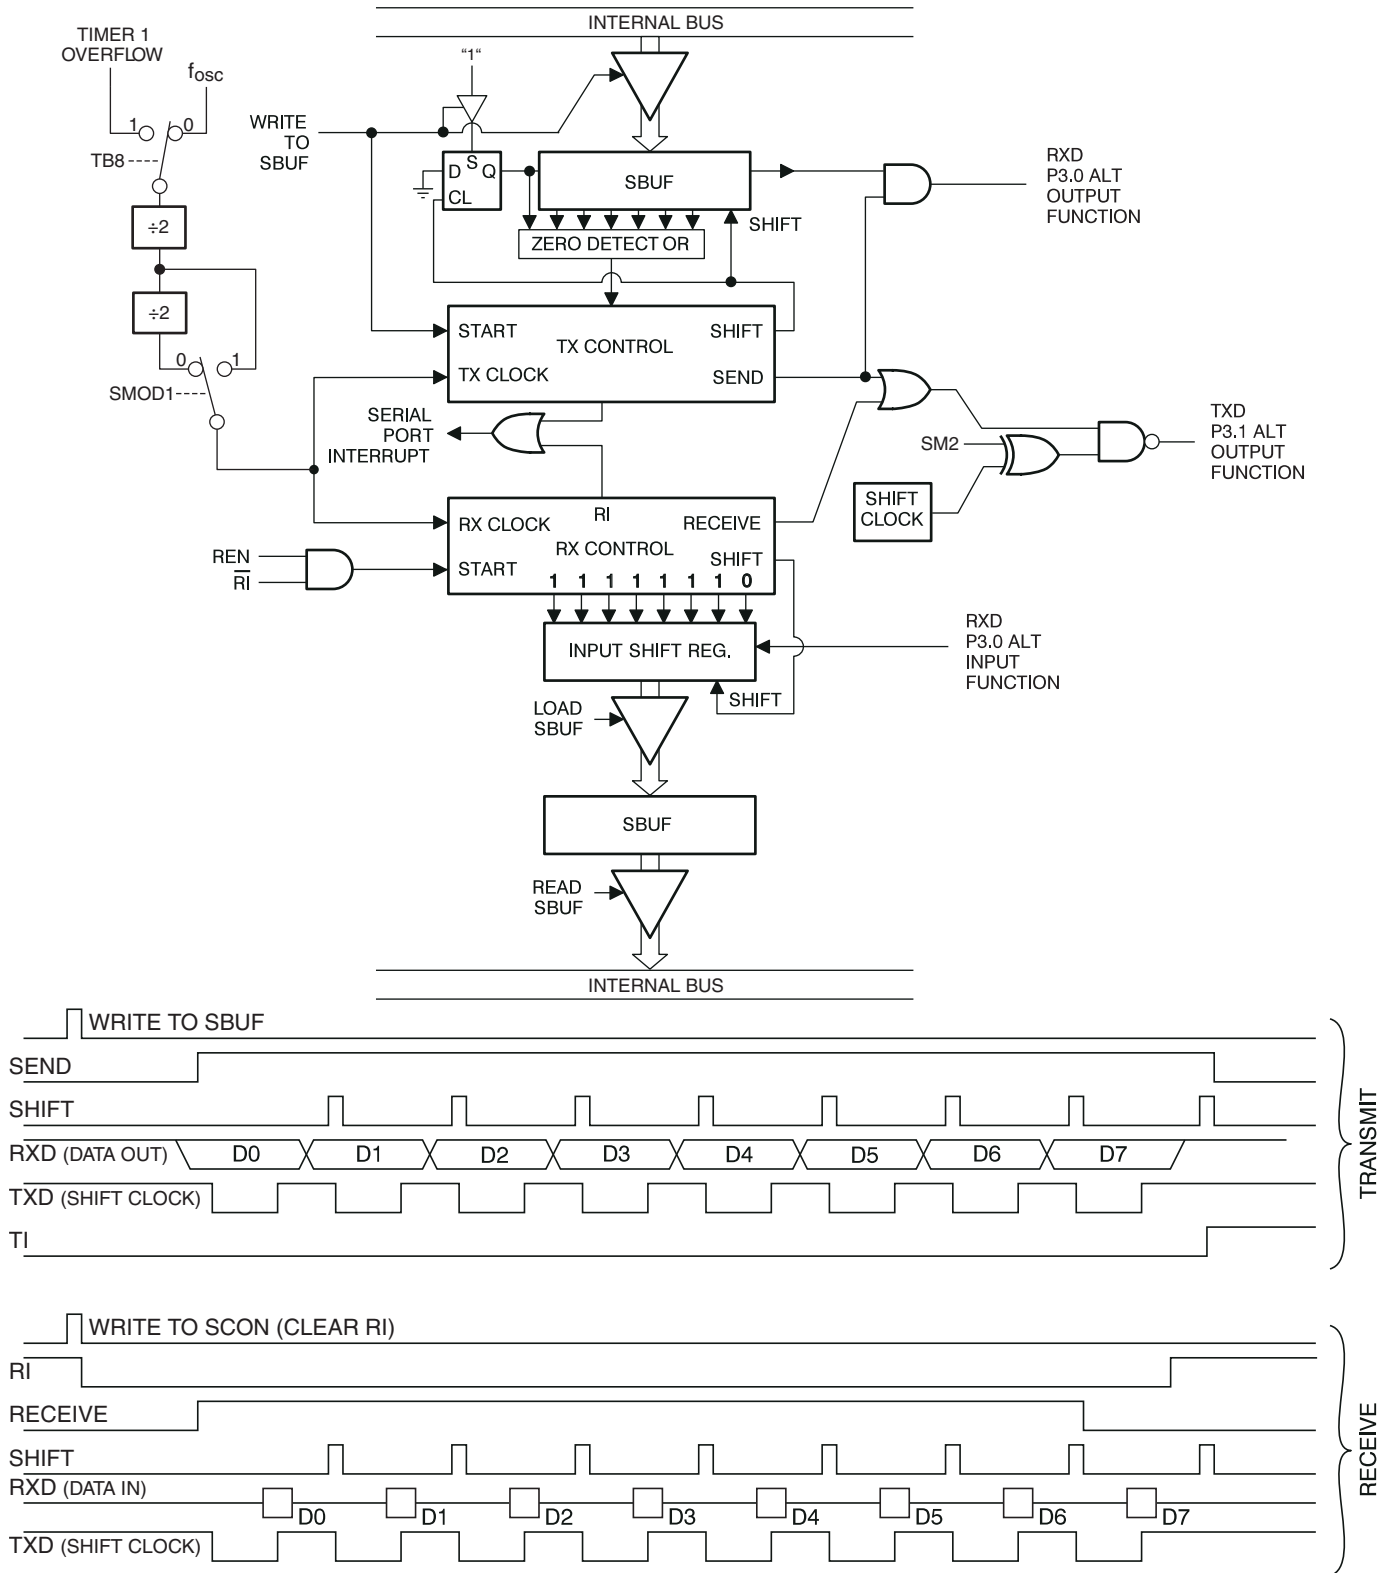 INTERNAL BUS
TIMER 1
OVERFLOW
fosc
"1"
1
0
TB8
WRITE
TO
SBUF
÷2
÷2
0
1
SMOD1
D
S
Q
CL
SBUF
SHIFT
ZERO DETECT OR
RXD
P3.0 ALT
OUTPUT
FUNCTION
START
SHIFT
TX CONTROL
TX CLOCK
SEND
SERIAL
PORT
INTERRUPT
SM2
SHIFT
CLOCK
TXD
P3.1 ALT
OUTPUT
FUNCTION
RX CLOCK
RI
RECEIVE
RX CONTROL
SHIFT
START
1 1 1 1 1 1 1 0
REN
RI
INPUT SHIFT REG.
RXD
P3.0 ALT
INPUT
FUNCTION
SHIFT
LOAD
SBUF
SBUF
READ
SBUF
INTERNAL BUS
WRITE TO SBUF
SEND
SHIFT
RXD (DATA OUT)
D0 D1 D2 D3 D4 D5 D6 D7
TXD (SHIFT CLOCK)
TI
TRANSMIT
WRITE TO SCON (CLEAR RI)
RI
RECEIVE
SHIFT
RXD (DATA IN)
D0 D1 D2 D3 D4 D5 D6 D7
TXD (SHIFT CLOCK)
RECEIVE